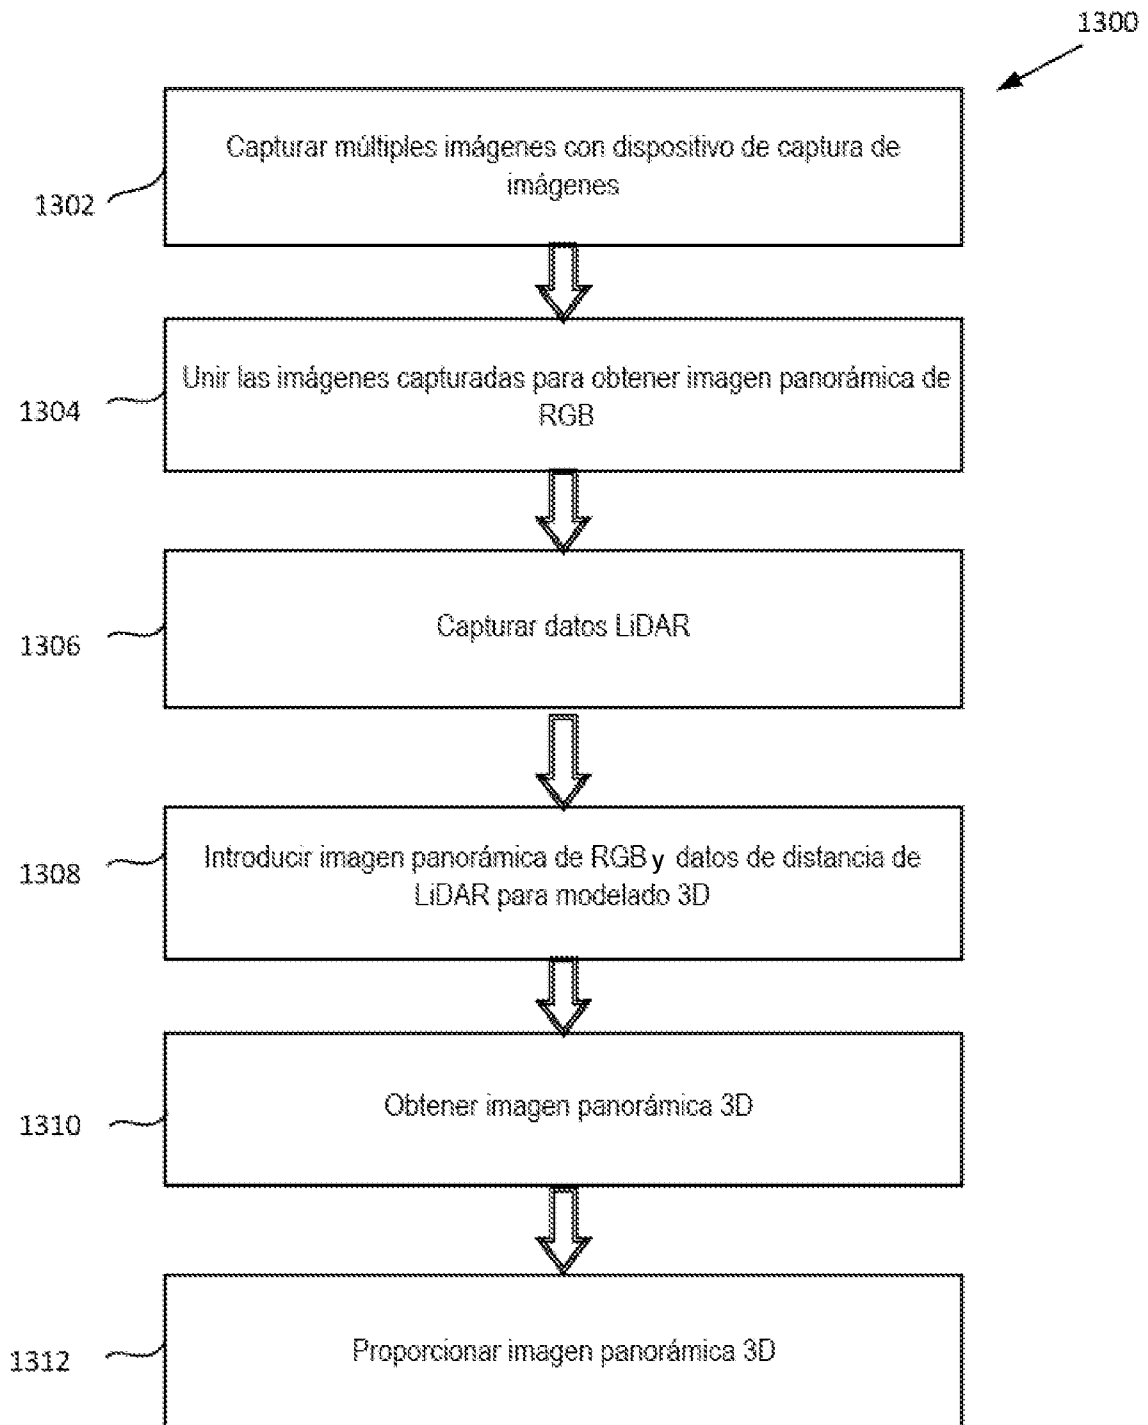 1300
Capturar múltiples imágenes con dispositivo de captura de
imágenes
1302
Unir las imágenes capturadas para obtener imagen panorámica de
RGB
1304
Capturar datos LiDAR
1306
Introducir imagen panorámica de RGB y datos de distancia de
LiDAR para modelado 3D
1308
Obtener imagen panorámica 3D
1310
Proporcionar imagen panorámica 3D
1312